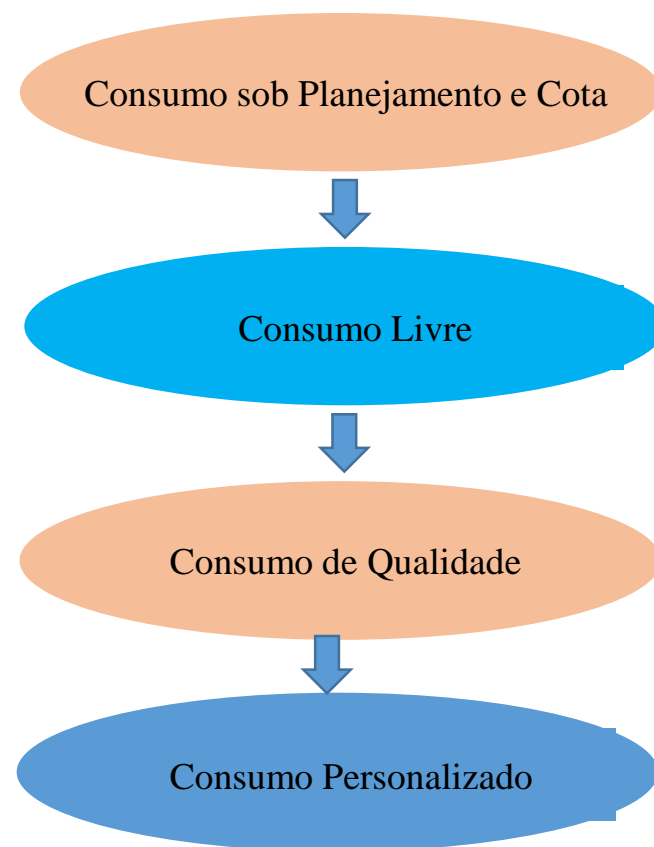 Consumo sob Planejamento e Cota
Consumo Livre
Consumo de Qualidade
Consumo Personalizado